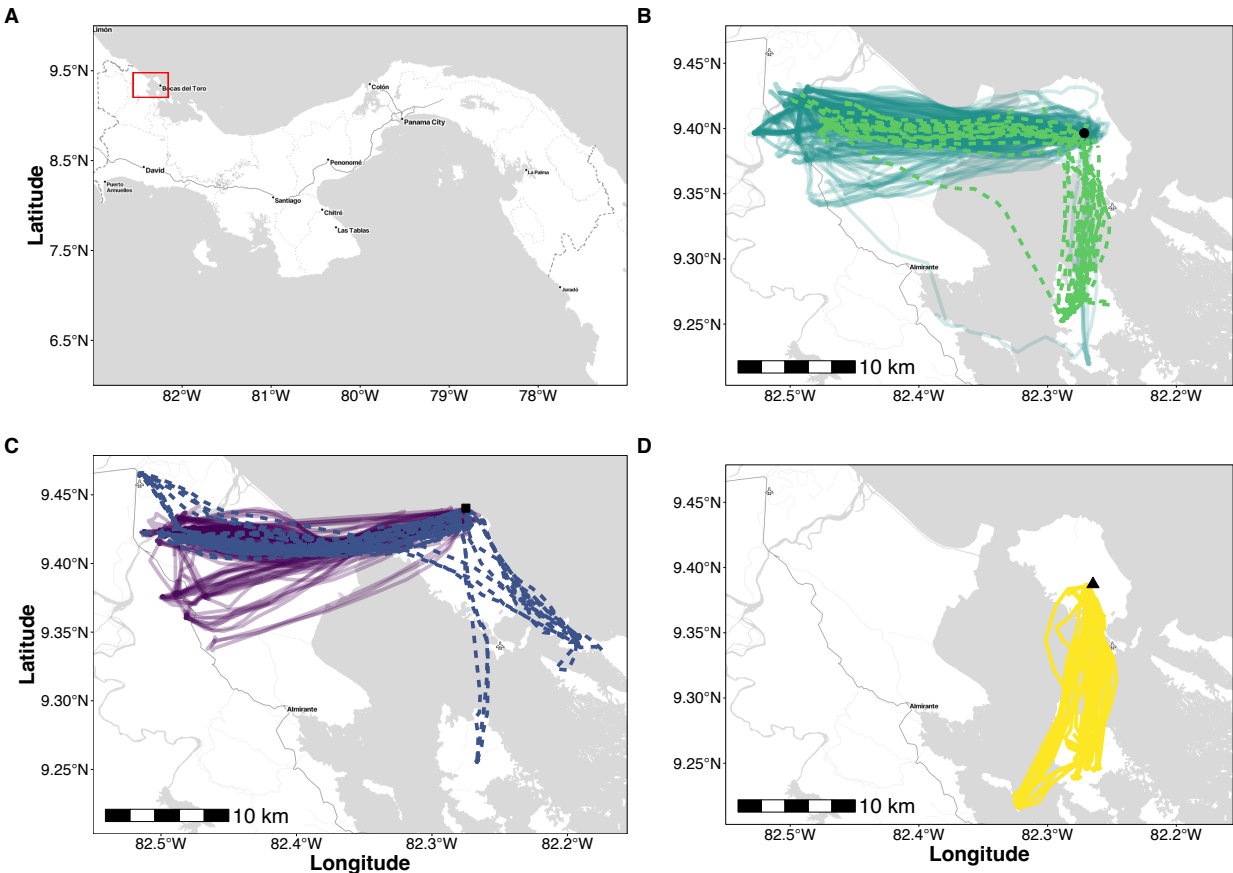 A
Limón
9.5°N
Bocas del Toro
Colón
Panama City
8.5°N
David
Penonomé
La Palma
Puerto
Armuelles
Santiago
Chitré
Las Tablas
7.5°N
Jurado
6.5°N
Latitude
82°W 81°W 80°W 79°W 78°W
B
9.45°N
9.40°N
9.35°N
9.30°N
Almirante
9.25°N
10 km
82.5°W 82.4°W 82.3°W 82.2°W
C
9.45°N
9.40°N
9.35°N
9.30°N
Almirante
9.25°N
Latitude
10 km
82.5°W 82.4°W 82.3°W 82.2°W
Longitude
D
9.45°N
9.40°N
9.35°N
9.30°N
Almirante
9.25°N
10 km
82.5°W 82.4°W 82.3°W 82.2°W
Longitude